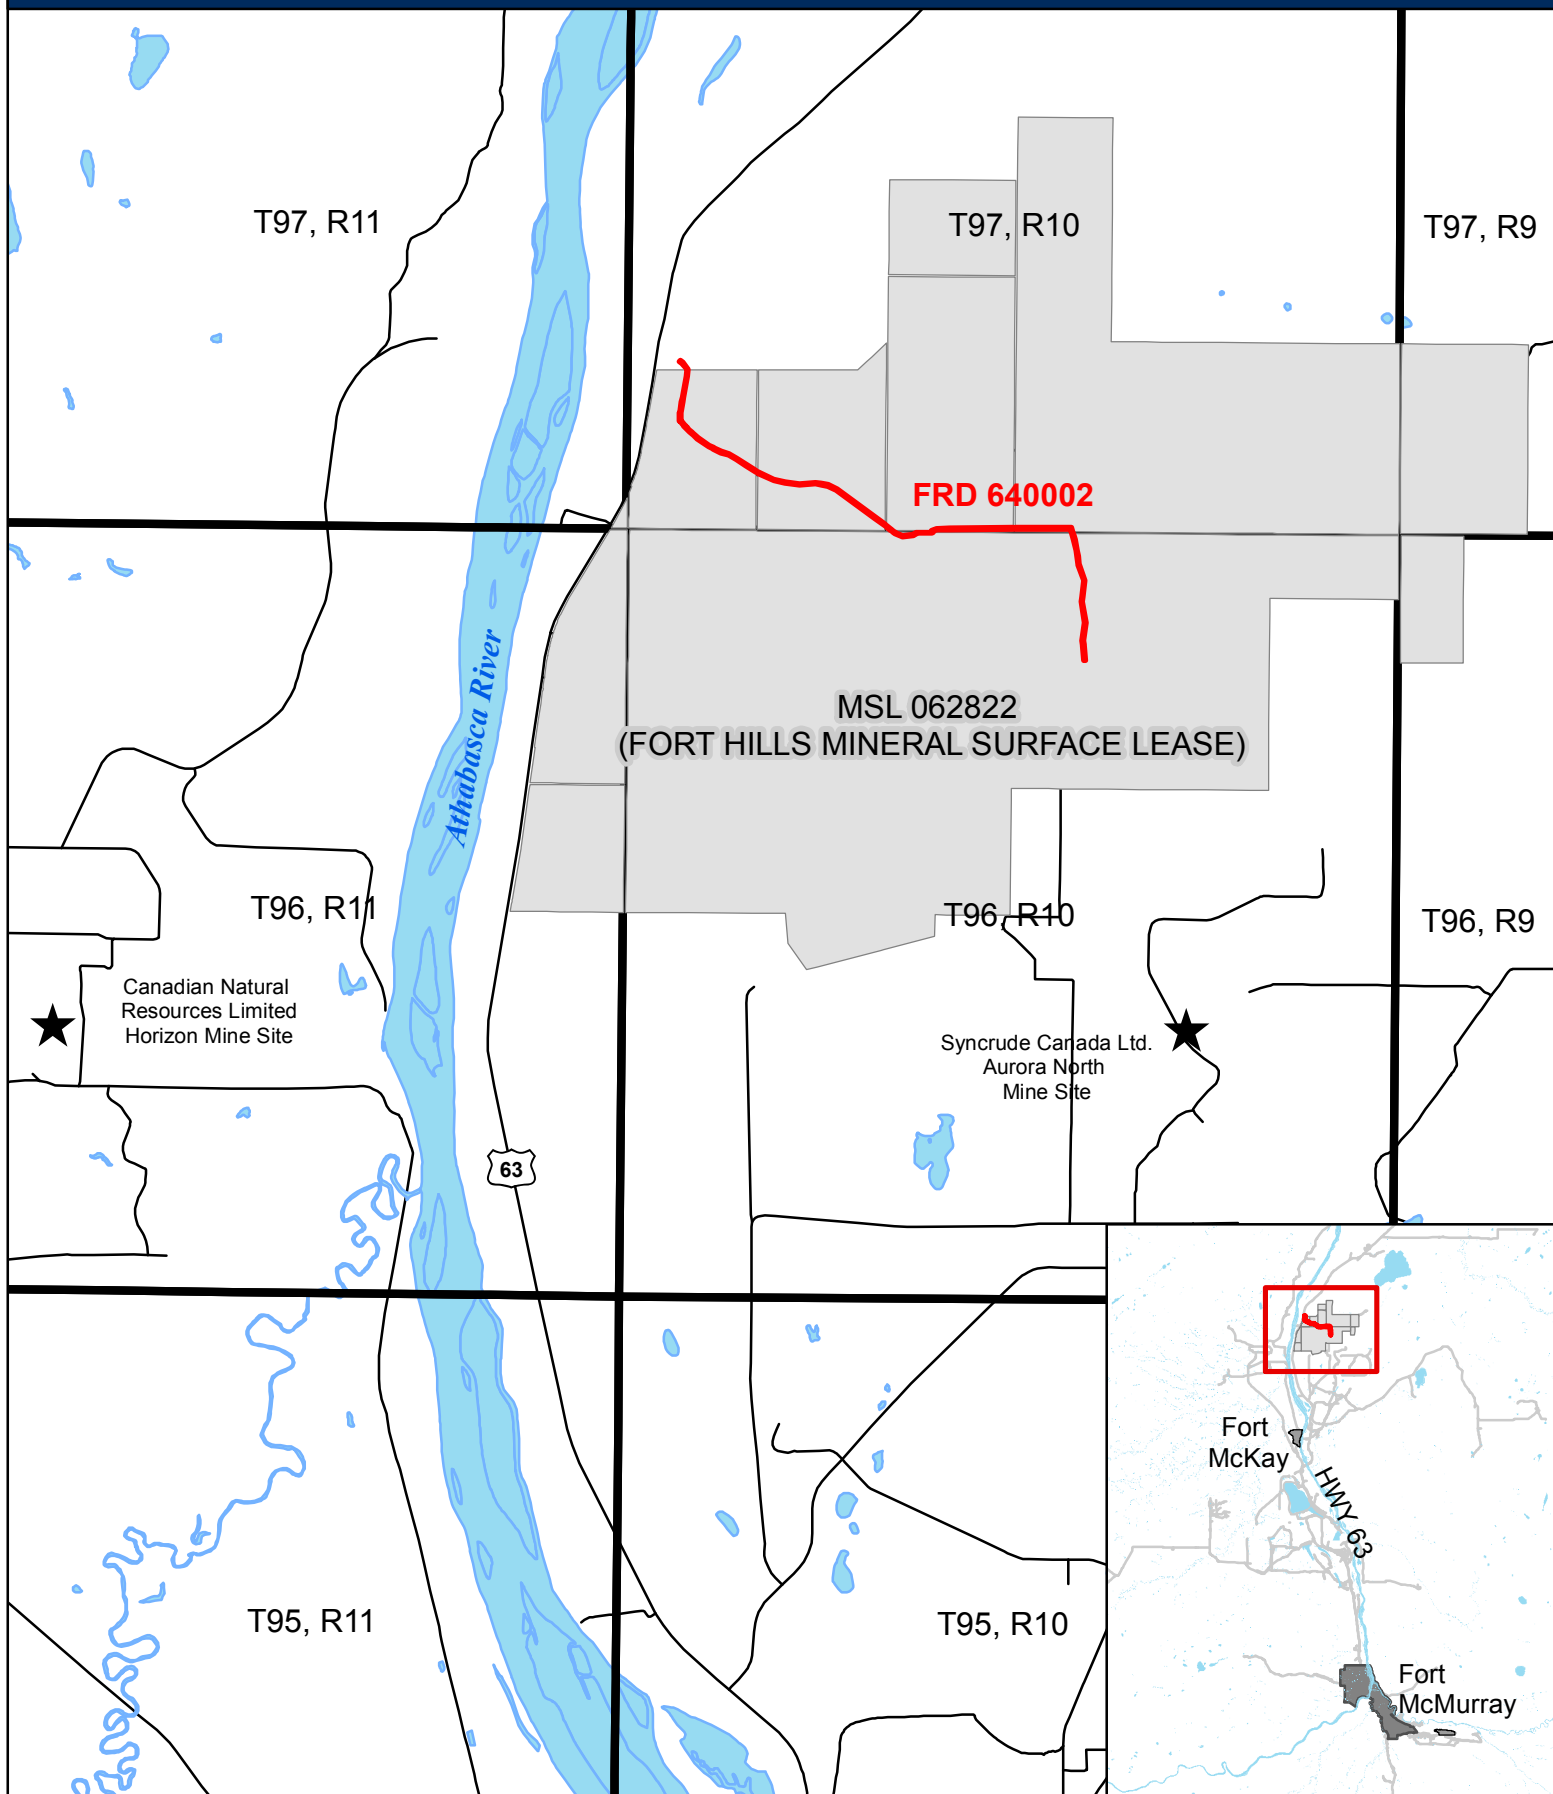 T97, R11
T97, R10
T97, R9
FRD 640002
Athabasca River
MSL 062822
(FORT HILLS MINERAL SURFACE LEASE)
T96, R11
T96, R10
T96, R9
Canadian Natural
Resources Limited
Horizon Mine Site
Syncrude Canada Ltd.
Aurora North
Mine Site
63
T95, R11
T95, R10
Fort
McKay
HWY 63
Fort
McMurray